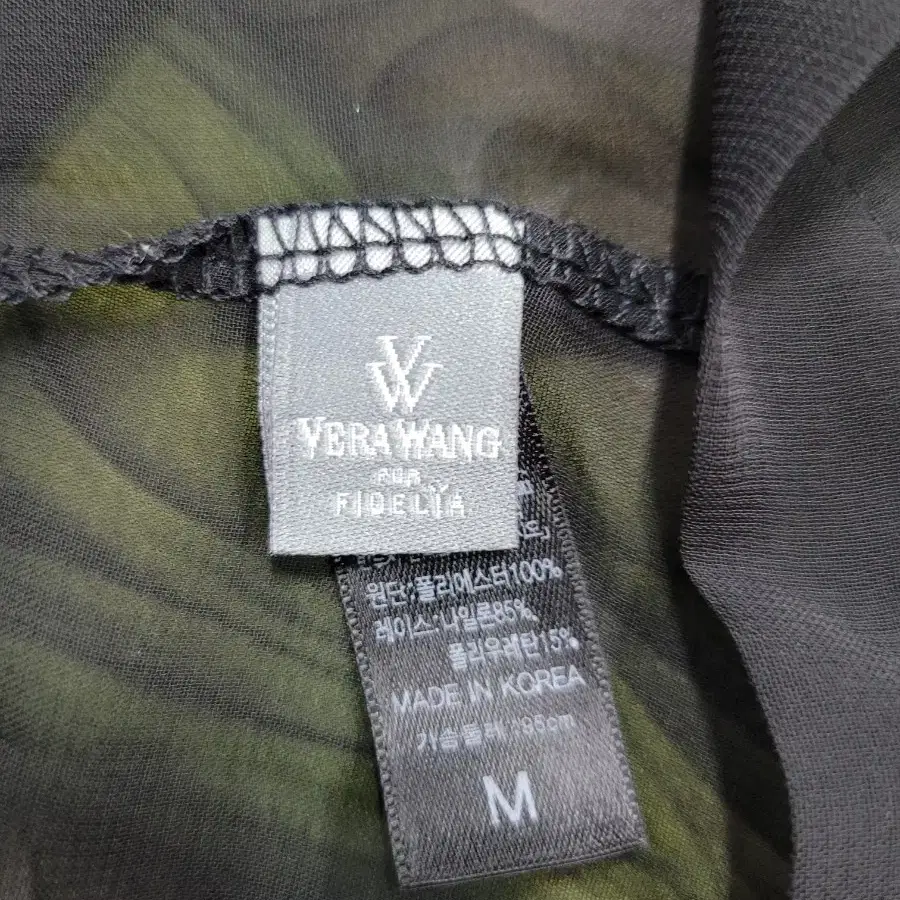 VW
VERA WANG
FOR
FIDELIA
원단:폴리에스터100%
레이스:나일론85%
폴리우레탄15%
MADE IN KOREA
가슴둘레:95cm
M